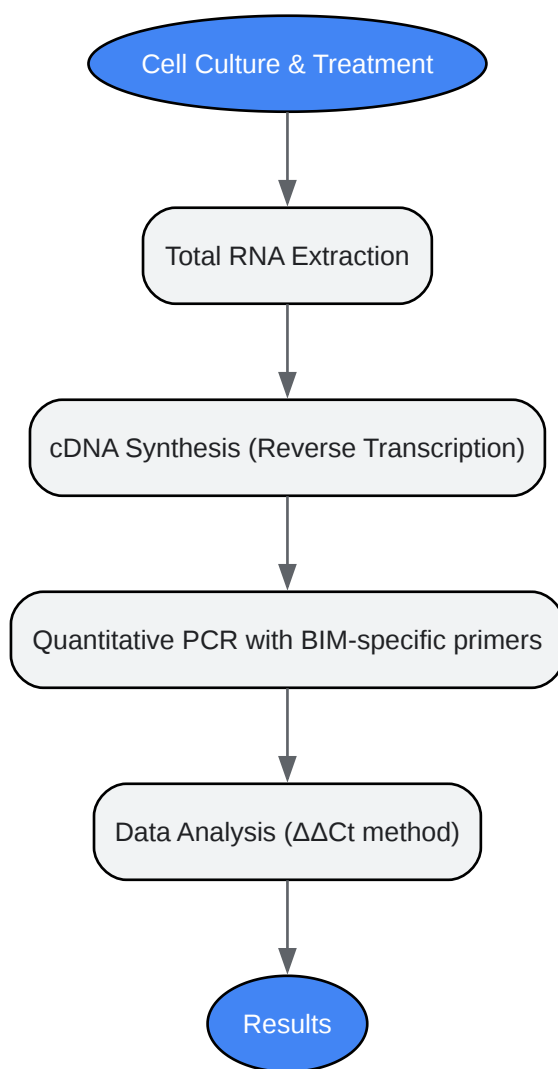 Cell Culture & Treatment
Total RNA Extraction
cDNA Synthesis (Reverse Transcription)
Quantitative PCR with BIM-specific primers
Data Analysis (ΔΔCt method)
Results